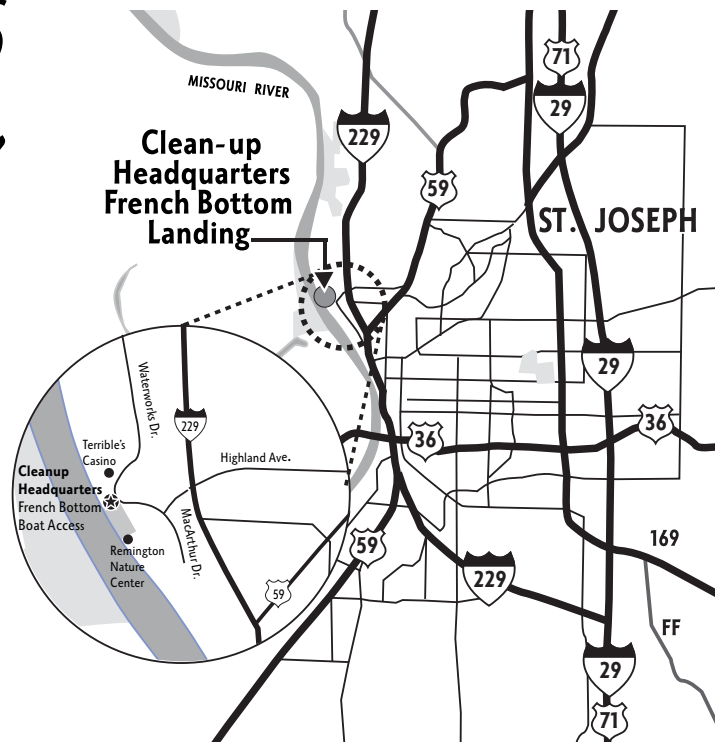 71
29
MISSOURI RIVER
229
Clean-up
Headquarters
French Bottom
Landing
59
ST. JOSEPH
29
36
36
Waterworks Dr.
229
Terrible's
Casino
Highland Ave.
Cleanup
Headquarters
French Bottom
Boat Access
MacArthur Dr.
Remington
Nature
Center
59
59
229
169
FF
29
71